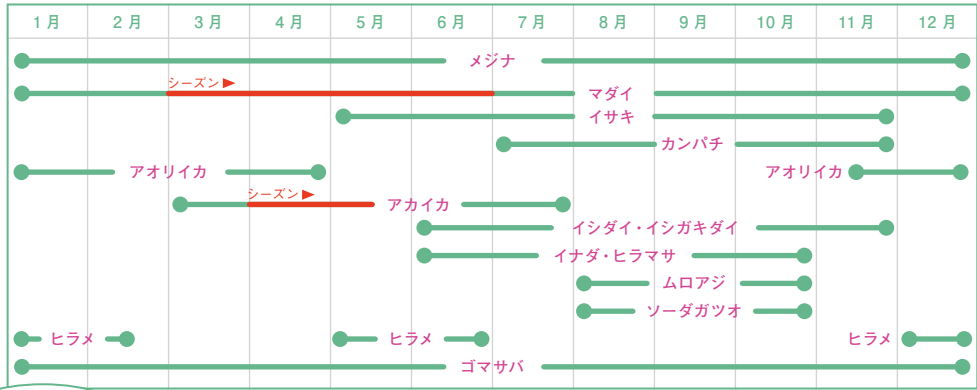 1月 2月 3月 4月 5月 6月 7月 8月 9月 10月 11月 12月
メジナ
シーズン▶
マダイ
イサキ
カンパチ
アオリイカ アオリイカ
シーズン▶
アカイカ
イシダイ・イシガキダイ
イナダ・ヒラマサ
ムロアジ
ソーダガツオ
ヒラメ ヒラメ ヒラメ
ゴマサバ